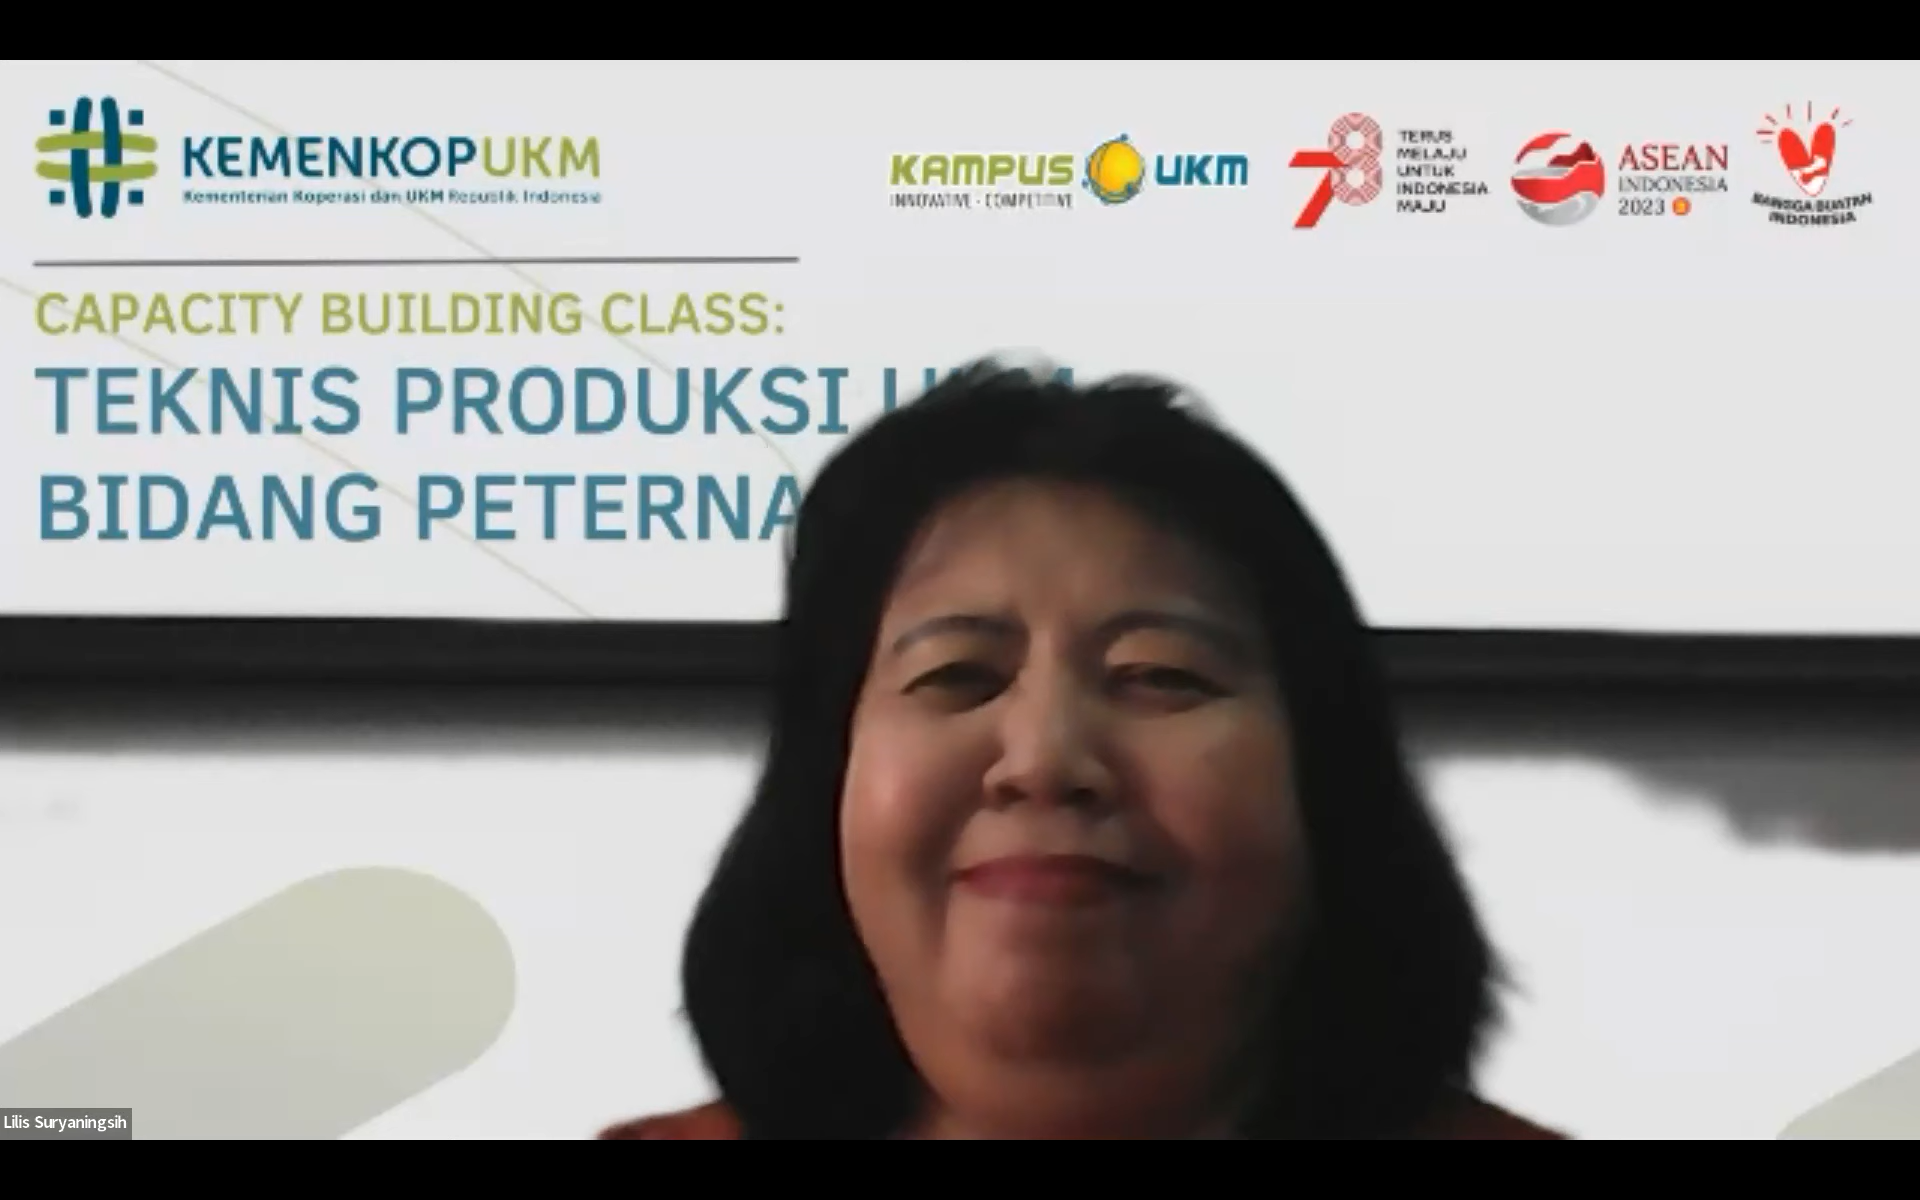 KEMENKOPUKM
Kementerian Koperasi dan UKM Republik Indonesia
KAMPUS UKM
INNOVATIVE - COMPETITIVE
78
TERUS
MELAJU
UNTUK
INDONESIA
MAJU
ASEAN
INDONESIA
2023
BANGGA BUATAN
INDONESIA
CAPACITY BUILDING CLASS:
TEKNIS PRODUKSI
BIDANG
Lilis Suryaningsih